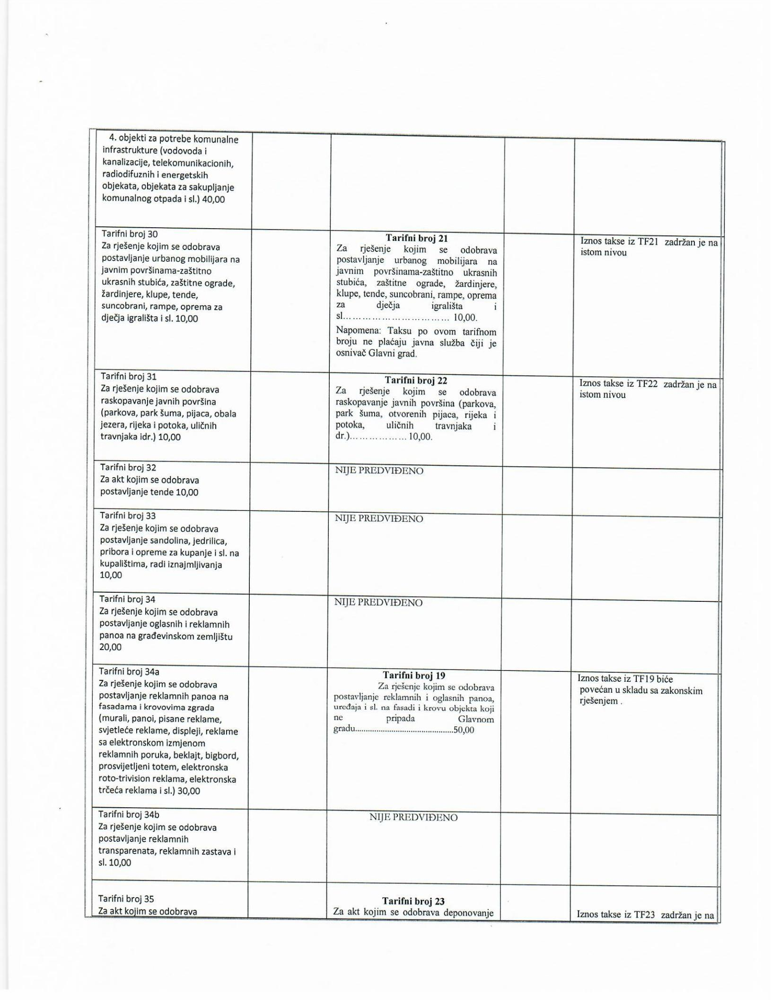 4. objekti za potrebe komunalne
infrastrukture (vodovoda i
kanalizacije, telekomunikacionih,
radiodifuznih i energetskih
objekata, objekata za sakupljanje
komunalnog otpada i sl.) 40,00
Tarifni broj 30
Za rješenje kojim se odobrava
postavljanje urbanog mobilijara na
javnim površinama-zaštitno
ukrasnih stubića, zaštitne ograde,
žardinjere, klupe, tende,
suncobrani, rampe, oprema za
dječja igrališta i sl. 10,00
Tarifni broj 21
Za rješenje kojim se odobrava
postavljanje urbanog mobilijara na
javnim površinama-zaštitno ukrasnih
stubića, zaštitne ograde, žardinjere,
klupe, tende, suncobrani, rampe, oprema
za dječja igrališta i
sl................................. 10,00.
Napomena: Taksu po ovom tarifnom
broju ne plaćaju javna služba čiji je
osnivač Glavni grad.
Iznos takse iz TF21 zadržan je na
istom nivou
Tarifni broj 31
Za rješenje kojim se odobrava
raskopavanje javnih površina
(parkova, park šuma, pijaca, obala
jezera, rijeka i potoka, uličnih
travnjaka idr.) 10,00
Tarifni broj 22
Za rješenje kojim se odobrava
raskopavanje javnih površina (parkova,
park šuma, otvorenih pijaca, rijeka i
potoka, uličnih travnjaka i
dr.).................. 10,00.
Iznos takse iz TF22 zadržan je na
istom nivou
Tarifni broj 32
Za akt kojim se odobrava
postavljanje tende 10,00
NIJE PREDVIĐENO
Tarifni broj 33
Za rješenje kojim se odobrava
postavljanje sandolina, jedrilica,
pribora i opreme za kupanje i sl. na
kupalištima, radi iznajmljivanja
10,00
NIJE PREDVIĐENO
Tarifni broj 34
Za rješenje kojim se odobrava
postavljanje oglasnih i reklamnih
panoa na građevinskom zemljištu
20,00
NIJE PREDVIĐENO
Tarifni broj 34a
Za rješenje kojim se odobrava
postavljanje reklamnih panoa na
fasadama i krovovima zgrada
(murali, panoi, pisane reklame,
svjetleće reklame, displeji, reklame
sa elektronskom izmjenom
reklamnih poruka, beklajt, bigbord,
prosvijetljeni totem, elektronska
roto-trivision reklama, elektronska
trčeća reklama i sl.) 30,00
Tarifni broj 19
Za rješenje kojim se odobrava
postavljanje reklamnih i oglasnih panoa,
uređaja i sl. na fasadi i krovu objekta koji
ne pripada Glavnom
gradu..............................................50,00
Iznos takse iz TF19 biće
povećan u skladu sa zakonskim
rješenjem .
Tarifni broj 34b
Za rješenje kojim se odobrava
postavljanje reklamnih
transparenata, reklamnih zastava i
sl. 10,00
NIJE PREDVIĐENO
Tarifni broj 35
Za akt kojim se odobrava
Tarifni broj 23
Za akt kojim se odobrava deponovanje
Iznos takse iz TF23 zadržan je na